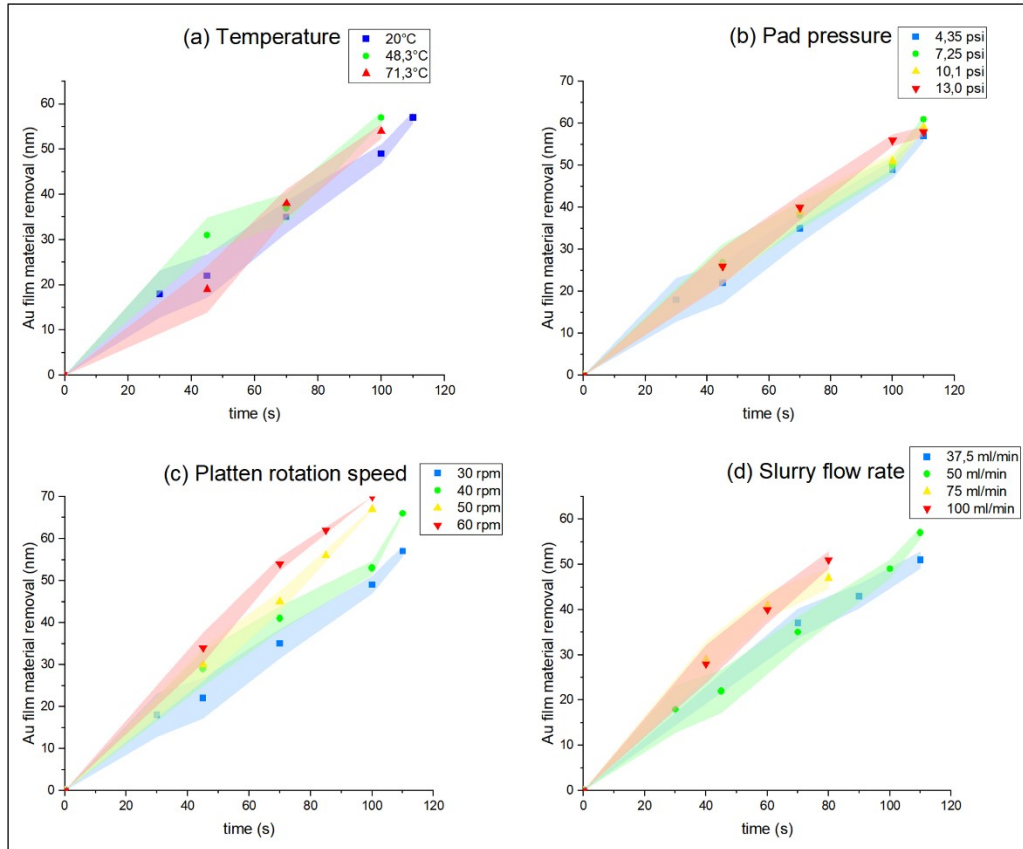 (a) Temperature
20°C
48,3°C
71,3°C
Au film material removal (nm)
60
50
40
30
20
10
0
0 20 40 60 80 100 120
time (s)
(b) Pad pressure
4,35 psi
7,25 psi
10,1 psi
13,0 psi
Au film material removal (nm)
70
60
50
40
30
20
10
0
0 20 40 60 80 100 120
time (s)
(c) Platten rotation speed
30 rpm
40 rpm
50 rpm
60 rpm
Au film material removal (nm)
70
60
50
40
30
20
10
0
0 20 40 60 80 100 120
time (s)
(d) Slurry flow rate
37,5 ml/min
50 ml/min
75 ml/min
100 ml/min
Au film material removal (nm)
60
50
40
30
20
10
0
0 20 40 60 80 100 120
time (s)